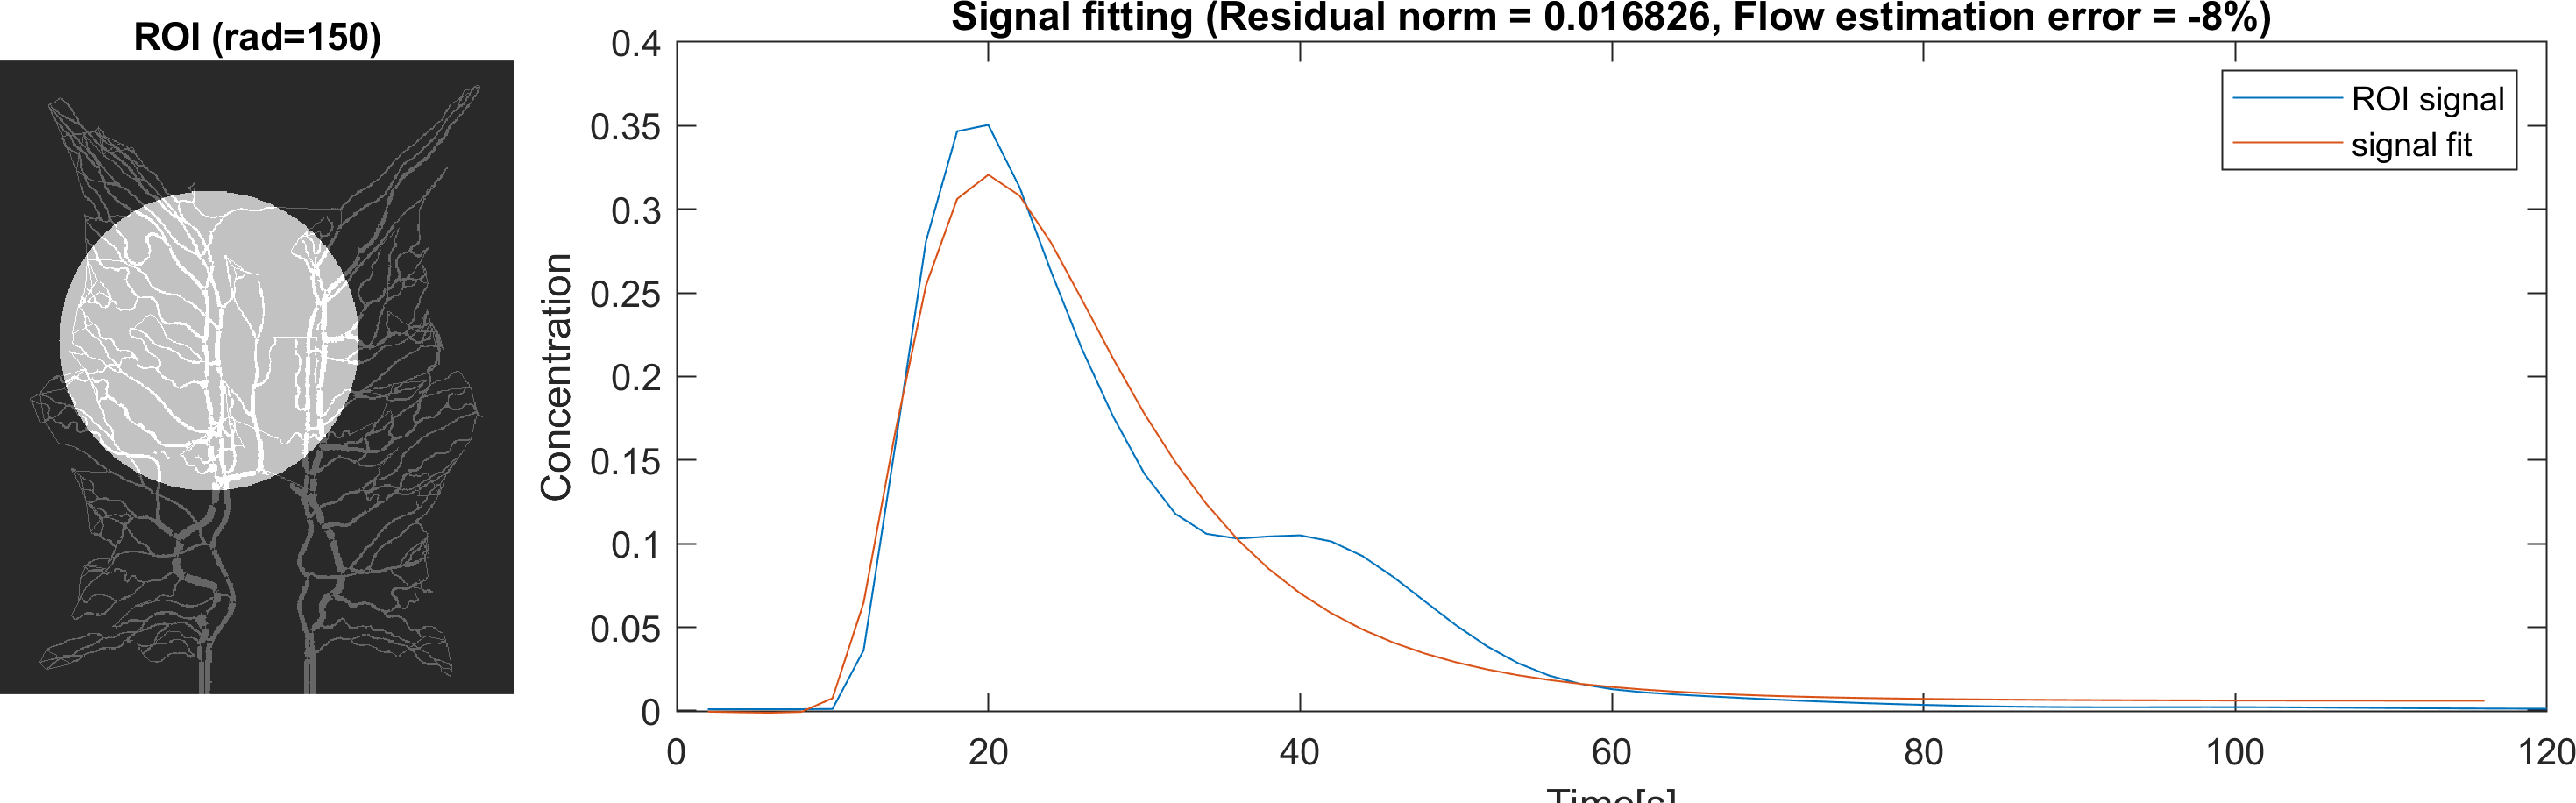 ROI (rad=150)
Signal fitting (Residual norm = 0.016826, Flow estimation error = -8%)
0.4
0.35
0.3
0.25
0.2
0.15
0.1
0.05
0
Concentration
ROI signal
signal fit
0 20 40 60 80 100 120
Time[s]